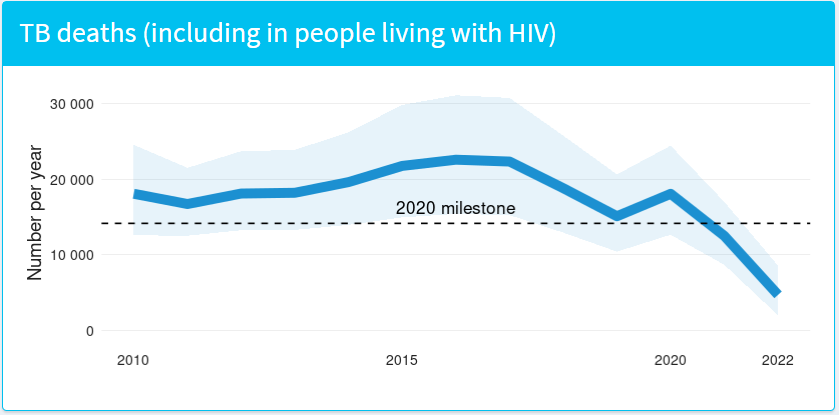 TB deaths (including in people living with HIV)
Number per year
30 000
20 000
10 000
0
2020 milestone
2010
2015
2020
2022